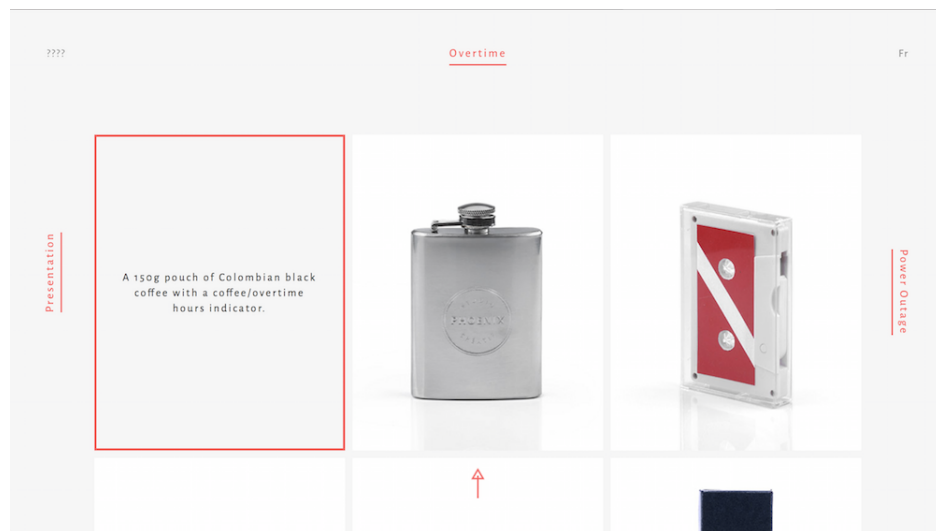 ????
Overtime
Fr
Presentation
A 150g pouch of Colombian black
coffee with a coffee/overtime
hours indicator.
PHOENIX
Power Outage